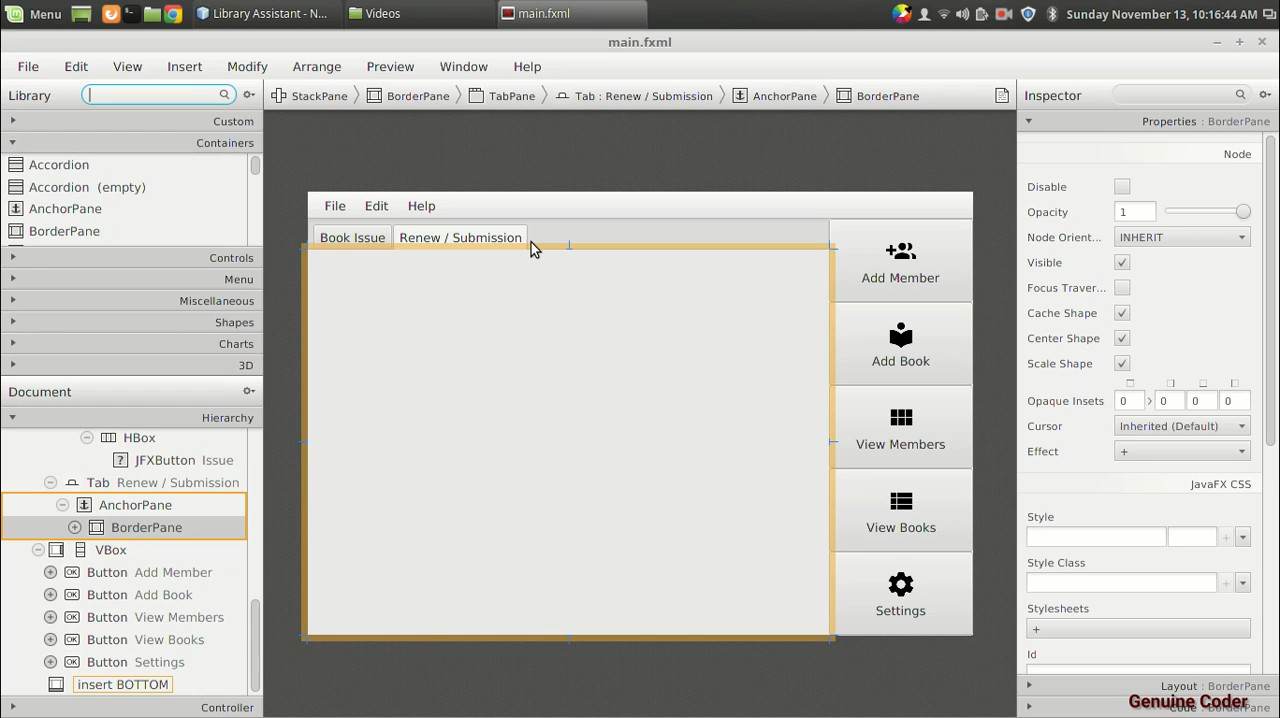 Menu
Library Assistant - N...
Videos
main.fxml
Sunday November 13, 10:16:44 AM
main.fxml
File Edit View Insert Modify Arrange Preview Window Help
Library
StackPane BorderPane TabPane Tab : Renew / Submission AnchorPane BorderPane
Inspector
Custom
Containers
Accordion
Accordion (empty)
AnchorPane
BorderPane
Controls
Menu
Miscellaneous
Shapes
Charts
3D
Document
Hierarchy
HBox
JFXButton Issue
Tab Renew / Submission
AnchorPane
BorderPane
VBox
Button Add Member
Button Add Book
Button View Members
Button View Books
Button Settings
insert BOTTOM
Controller
File Edit Help
Book Issue Renew / Submission
Add Member
Add Book
View Members
View Books
Settings
Properties : BorderPane
Node
Disable
Opacity 1
Node Orient... INHERIT
Visible
Focus Traver...
Cache Shape
Center Shape
Scale Shape
Opaque Insets 0 0 0 0
Cursor Inherited (Default)
Effect +
JavaFX CSS
Style
+
Style Class
+
Stylesheets
+
Id
Layout : BorderPane
Code : BorderPane
Genuine Coder